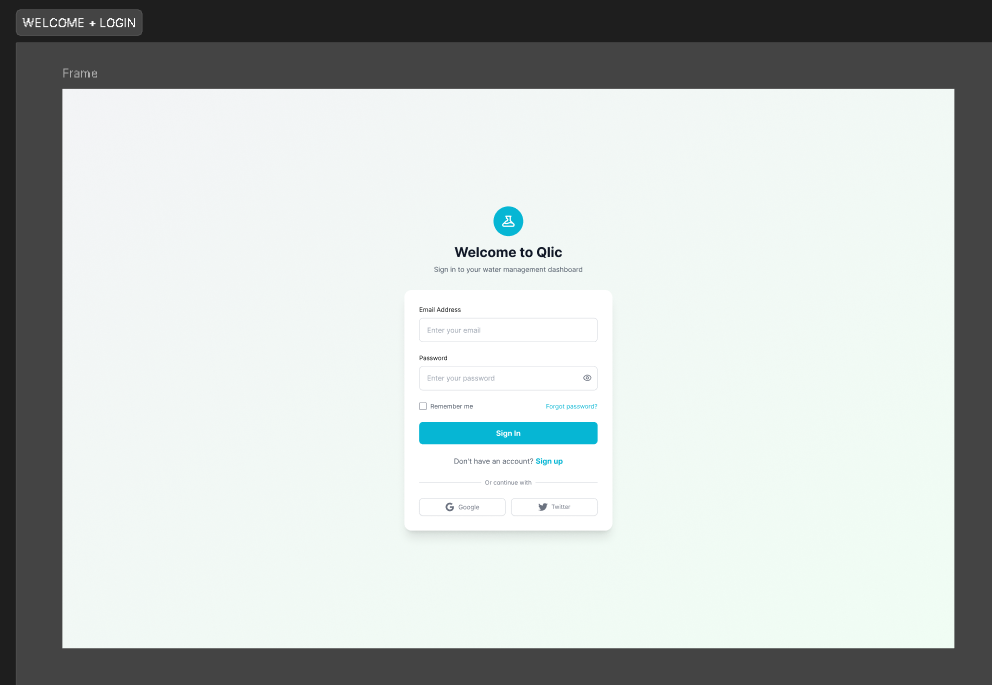 WELCOME + LOGIN
Frame
Welcome to Qlic
Sign in to your water management dashboard
Email Address
Enter your email
Password
Enter your password
Remember me
Forgot password?
Sign In
Don't have an account? Sign up
Or continue with
Google
Twitter